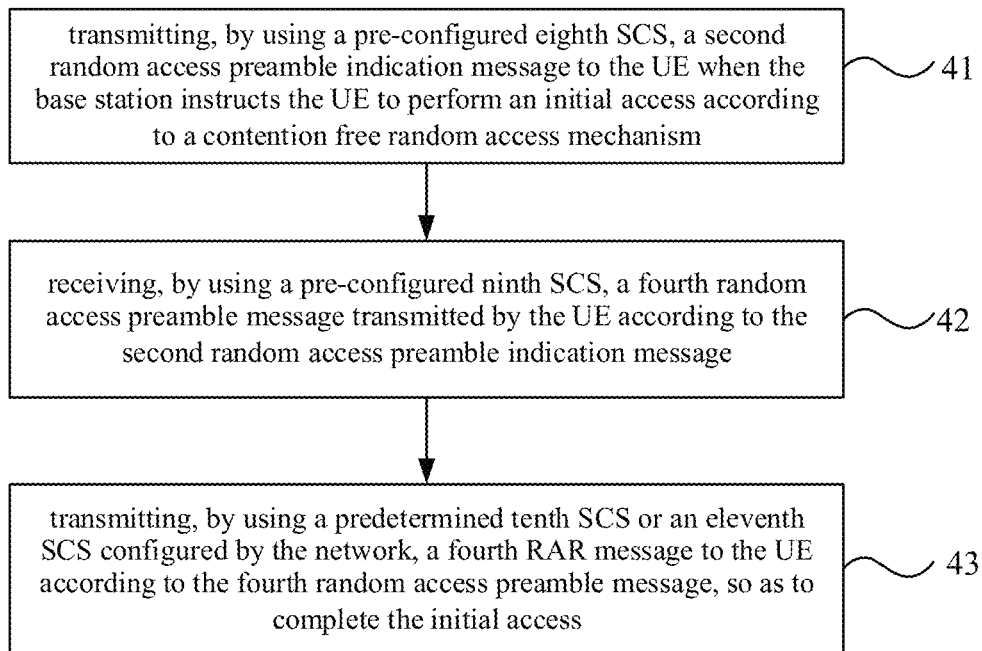 transmitting, by using a pre-configured eighth SCS, a second
random access preamble indication message to the UE when the
base station instructs the UE to perform an initial access according
to a contention free random access mechanism
41
receiving, by using a pre-configured ninth SCS, a fourth random
access preamble message transmitted by the UE according to the
second random access preamble indication message
42
transmitting, by using a predetermined tenth SCS or an eleventh
SCS configured by the network, a fourth RAR message to the UE
according to the fourth random access preamble message, so as to
complete the initial access
43